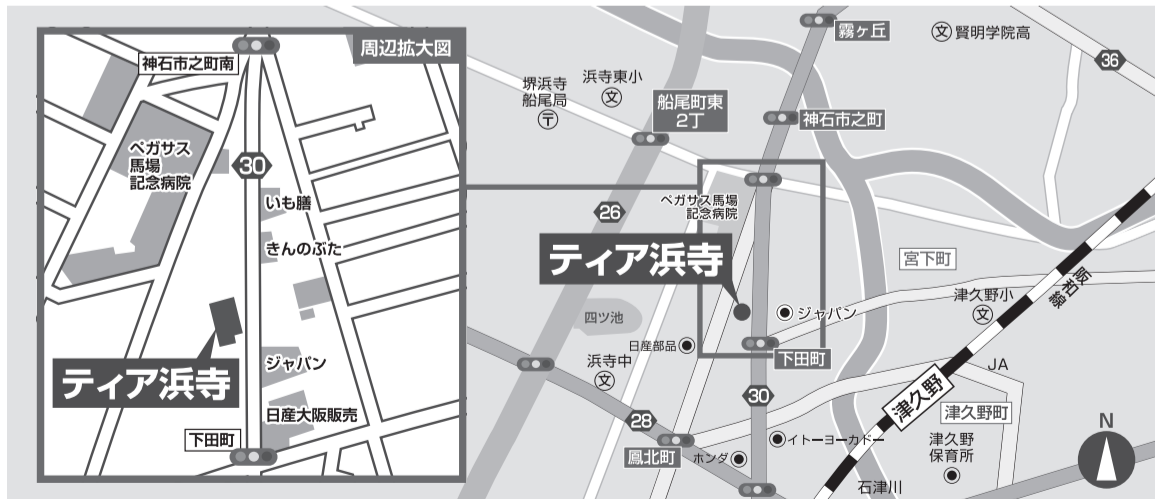 周辺拡大図
神石市之町南
ペガサス
馬場
記念病院
30
いも膳
きんのぶた
ティア浜寺
ジャパン
日産大阪販売
下田町
霧ヶ丘
文
賢明学院高
36
堺浜寺
船尾局
〒
浜寺東小
文
船尾町東
2丁
神石市之町
ペガサス馬場
記念病院
26
ティア浜寺
宮下町
阪和線
津久野小
文
ジャパン
四ツ池
日産部品
下田町
浜寺中
文
JA
30
津久野
津久野町
28
イトーヨーカドー
鳳北町
ホンダ
津久野
保育所
石津川
N